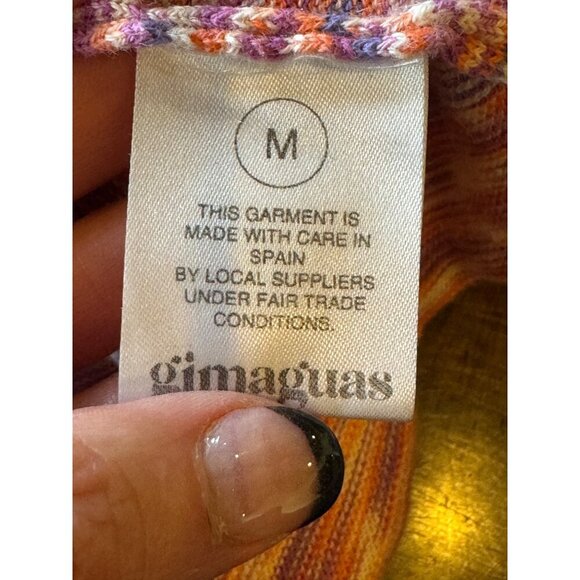 M
THIS GARMENT IS
MADE WITH CARE IN
SPAIN
BY LOCAL SUPPLIERS
UNDER FAIR TRADE
CONDITIONS.
gimaguas